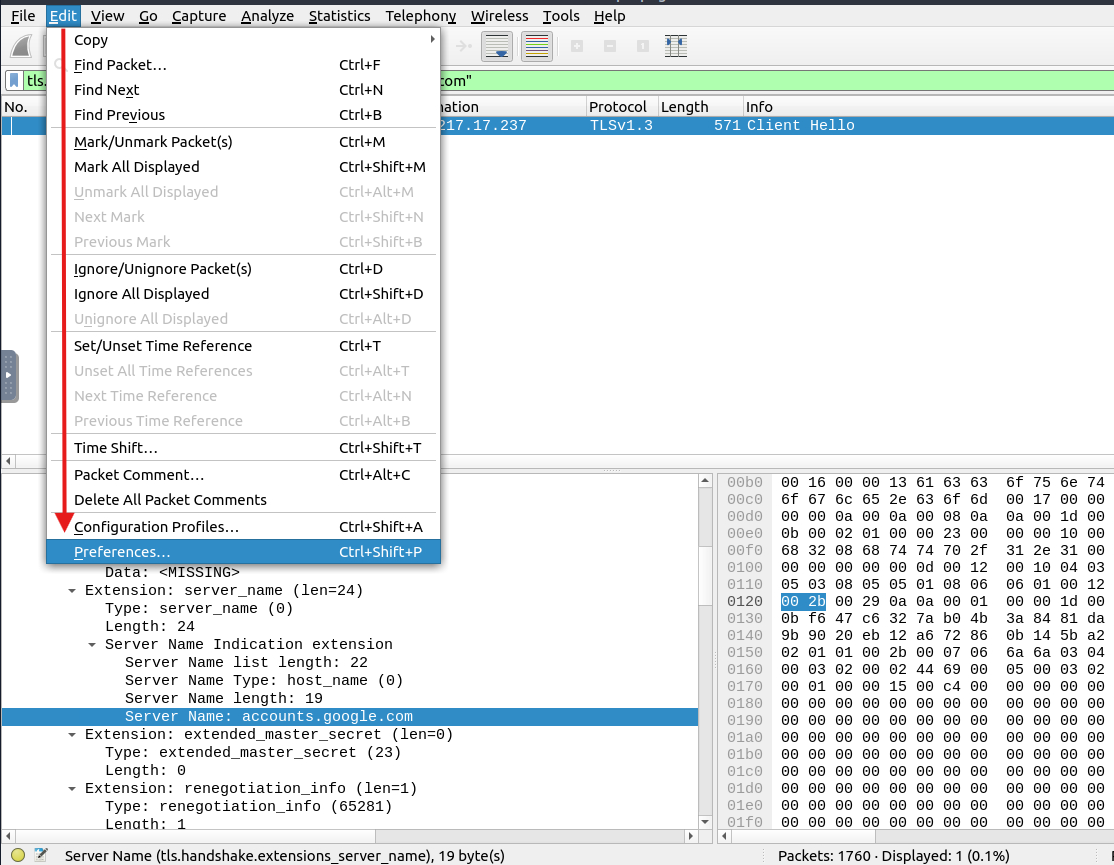 File Edit View Go Capture Analyze Statistics Telephony Wireless Tools Help
tls. com"
No. nation Protocol Length Info
217.17.237 TLSv1.3 571 Client Hello
Copy
Find Packet… Ctrl+F
Find Next Ctrl+N
Find Previous Ctrl+B
Mark/Unmark Packet(s) Ctrl+M
Mark All Displayed Ctrl+Shift+M
Unmark All Displayed Ctrl+Alt+M
Next Mark Ctrl+Shift+N
Previous Mark Ctrl+Shift+B
Ignore/Unignore Packet(s) Ctrl+D
Ignore All Displayed Ctrl+Shift+D
Unignore All Displayed Ctrl+Alt+D
Set/Unset Time Reference Ctrl+T
Unset All Time References Ctrl+Alt+T
Next Time Reference Ctrl+Alt+N
Previous Time Reference Ctrl+Alt+B
Time Shift… Ctrl+Shift+T
Packet Comment… Ctrl+Alt+C
Delete All Packet Comments
Configuration Profiles… Ctrl+Shift+A
Preferences… Ctrl+Shift+P
Data: <MISSING>
Extension: server_name (len=24)
Type: server_name (0)
Length: 24
Server Name Indication extension
Server Name list length: 22
Server Name Type: host_name (0)
Server Name length: 19
Server Name: accounts.google.com
Extension: extended_master_secret (len=0)
Type: extended_master_secret (23)
Length: 0
Extension: renegotiation_info (len=1)
Type: renegotiation_info (65281)
Length: 1
00b0 00 16 00 00 13 61 63 63 6f 75 6e 74
00c0 6f 67 6c 65 2e 63 6f 6d 00 17 00 00
00d0 00 00 0a 00 0a 00 08 0a 0a 00 1d 00
00e0 0b 00 02 01 00 00 23 00 00 00 10 00
00f0 68 32 08 68 74 74 70 2f 31 2e 31 00
0100 00 00 00 00 00 0d 00 12 00 10 04 03
0110 05 03 08 05 05 01 08 06 06 01 00 12
0120 00 2b 00 29 0a 0a 00 01 00 00 1d 00
0130 0b f6 47 c6 32 7a b0 4b 3a 84 81 da
0140 9b 90 20 eb 12 a6 72 86 0b 14 5b a2
0150 02 01 01 00 2b 00 07 06 6a 6a 03 04
0160 00 03 02 00 02 44 69 00 05 00 03 02
0170 00 01 00 00 15 00 c4 00 00 00 00 00
0180 00 00 00 00 00 00 00 00 00 00 00 00
0190 00 00 00 00 00 00 00 00 00 00 00 00
01a0 00 00 00 00 00 00 00 00 00 00 00 00
01b0 00 00 00 00 00 00 00 00 00 00 00 00
01c0 00 00 00 00 00 00 00 00 00 00 00 00
01d0 00 00 00 00 00 00 00 00 00 00 00 00
01e0 00 00 00 00 00 00 00 00 00 00 00 00
01f0 00 00 00 00 00 00 00 00 00 00 00 00
Server Name (tls.handshake.extensions_server_name), 19 byte(s) Packets: 1760 · Displayed: 1 (0.1%)